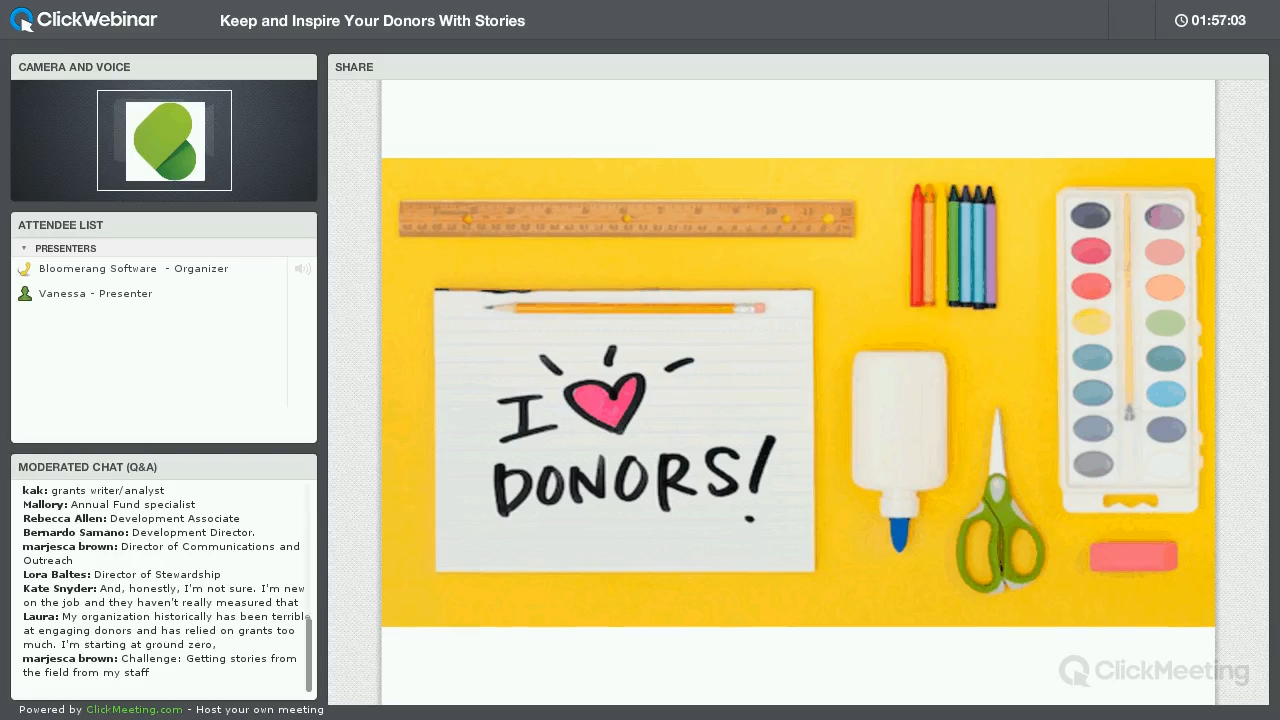 ClickWebinar
Keep and Inspire Your Donors With Stories
01:57:03
CAMERA AND VOICE
SHARE
ATTENDEE LIST
PRESENTERS
Bloomerang Software - Organizer
Vanessa - Presenter
MODERATED CHAT (Q&A)
kak: grants writer/analyst
Mallory: Annual Fund specialist
Rebecca Allen: Development Associate
Bernardo Samano: Development Director.
marjesca brown: Director of Communications and
Outreach
Lora Baltes: Director of Stewardship
Kate Snyder: And, honestly, I'm not sure. I'm new
on the job and they haven't really measured that
Laura: My organization historically has been terrible
at engaging donors and has relied on grants too
much. I'm starting at ground zero,
marjesca brown: Challenge: Getting stories from
the field from my staff
I
DONORS!
ClickMeeting
Powered by ClickMeeting.com - Host your own meeting